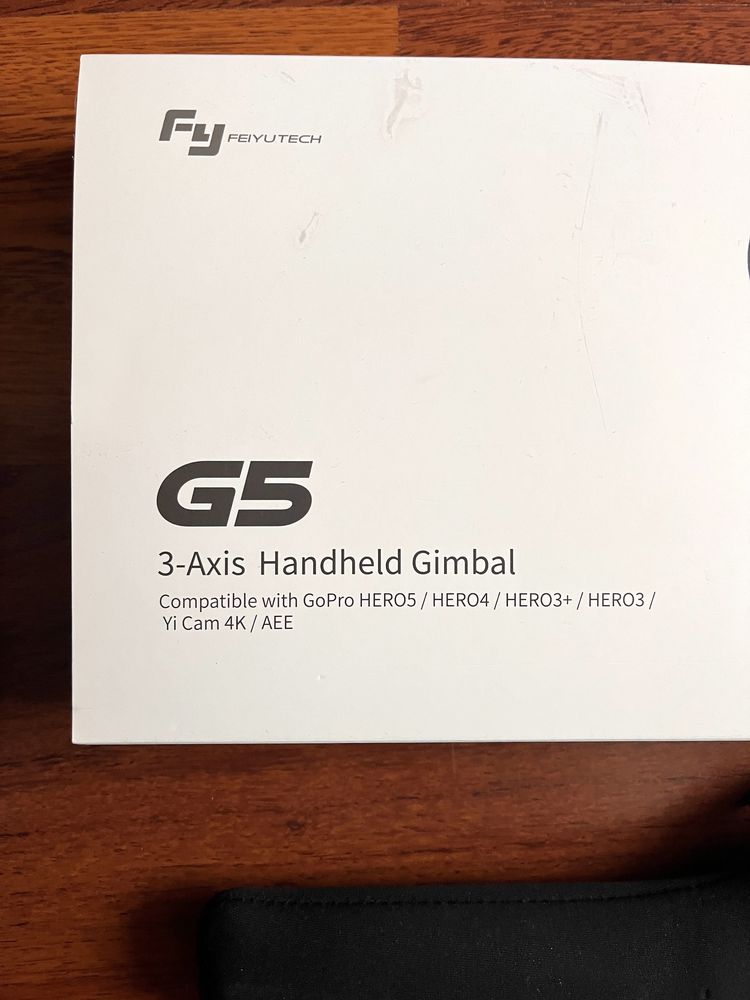 Fy FEIYUTECH
G5
3-Axis Handheld Gimbal
Compatible with GoPro HERO5 / HERO4 / HERO3+ / HERO3 /
Yi Cam 4K / AEE